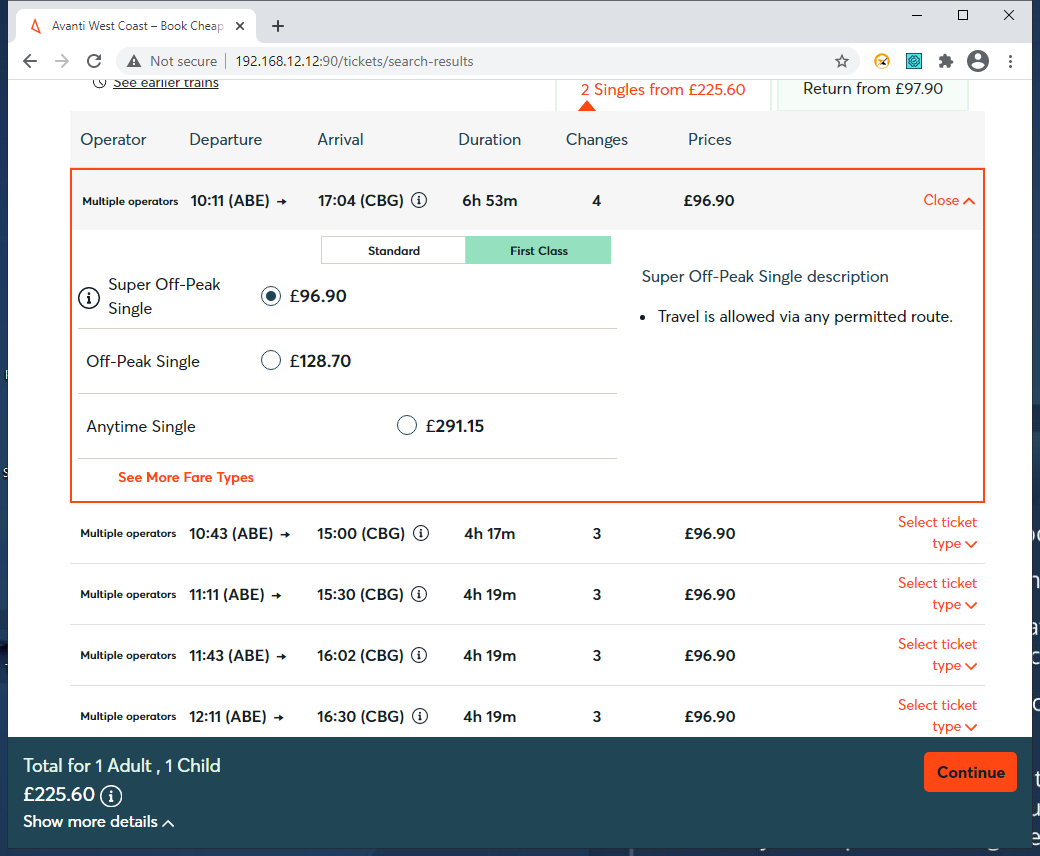 Avanti West Coast – Book Cheap
Not secure
192.168.12.12:90/tickets/search-results
See earlier trains
2 Singles from £225.60
Return from £97.90
Operator Departure Arrival Duration Changes Prices
Multiple operators 10:11 (ABE) → 17:04 (CBG) 6h 53m 4 £96.90 Close
Standard First Class
Super Off-Peak
Single
£96.90
Super Off-Peak Single description
• Travel is allowed via any permitted route.
Off-Peak Single £128.70
Anytime Single £291.15
See More Fare Types
Multiple operators 10:43 (ABE) → 15:00 (CBG) 4h 17m 3 £96.90 Select ticket
type
Multiple operators 11:11 (ABE) → 15:30 (CBG) 4h 19m 3 £96.90 Select ticket
type
Multiple operators 11:43 (ABE) → 16:02 (CBG) 4h 19m 3 £96.90 Select ticket
type
Multiple operators 12:11 (ABE) → 16:30 (CBG) 4h 19m 3 £96.90 Select ticket
type
Total for 1 Adult , 1 Child
£225.60
Show more details
Continue